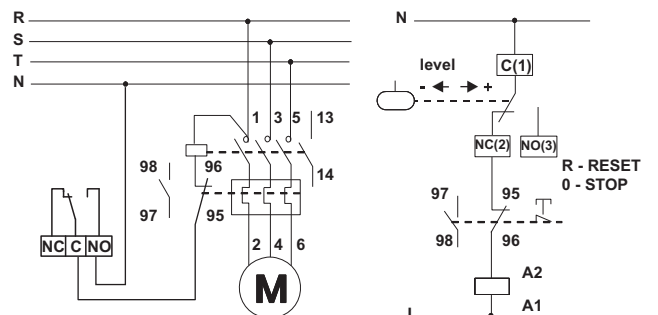 R
S
T
N
1 3 5 13
98 96
14
97 95
NC C NO
2 4 6
M
N
level
C(1)
- +
NC(2) NO(3)
R - RESET
0 - STOP
97 95
98 96
A2
A1